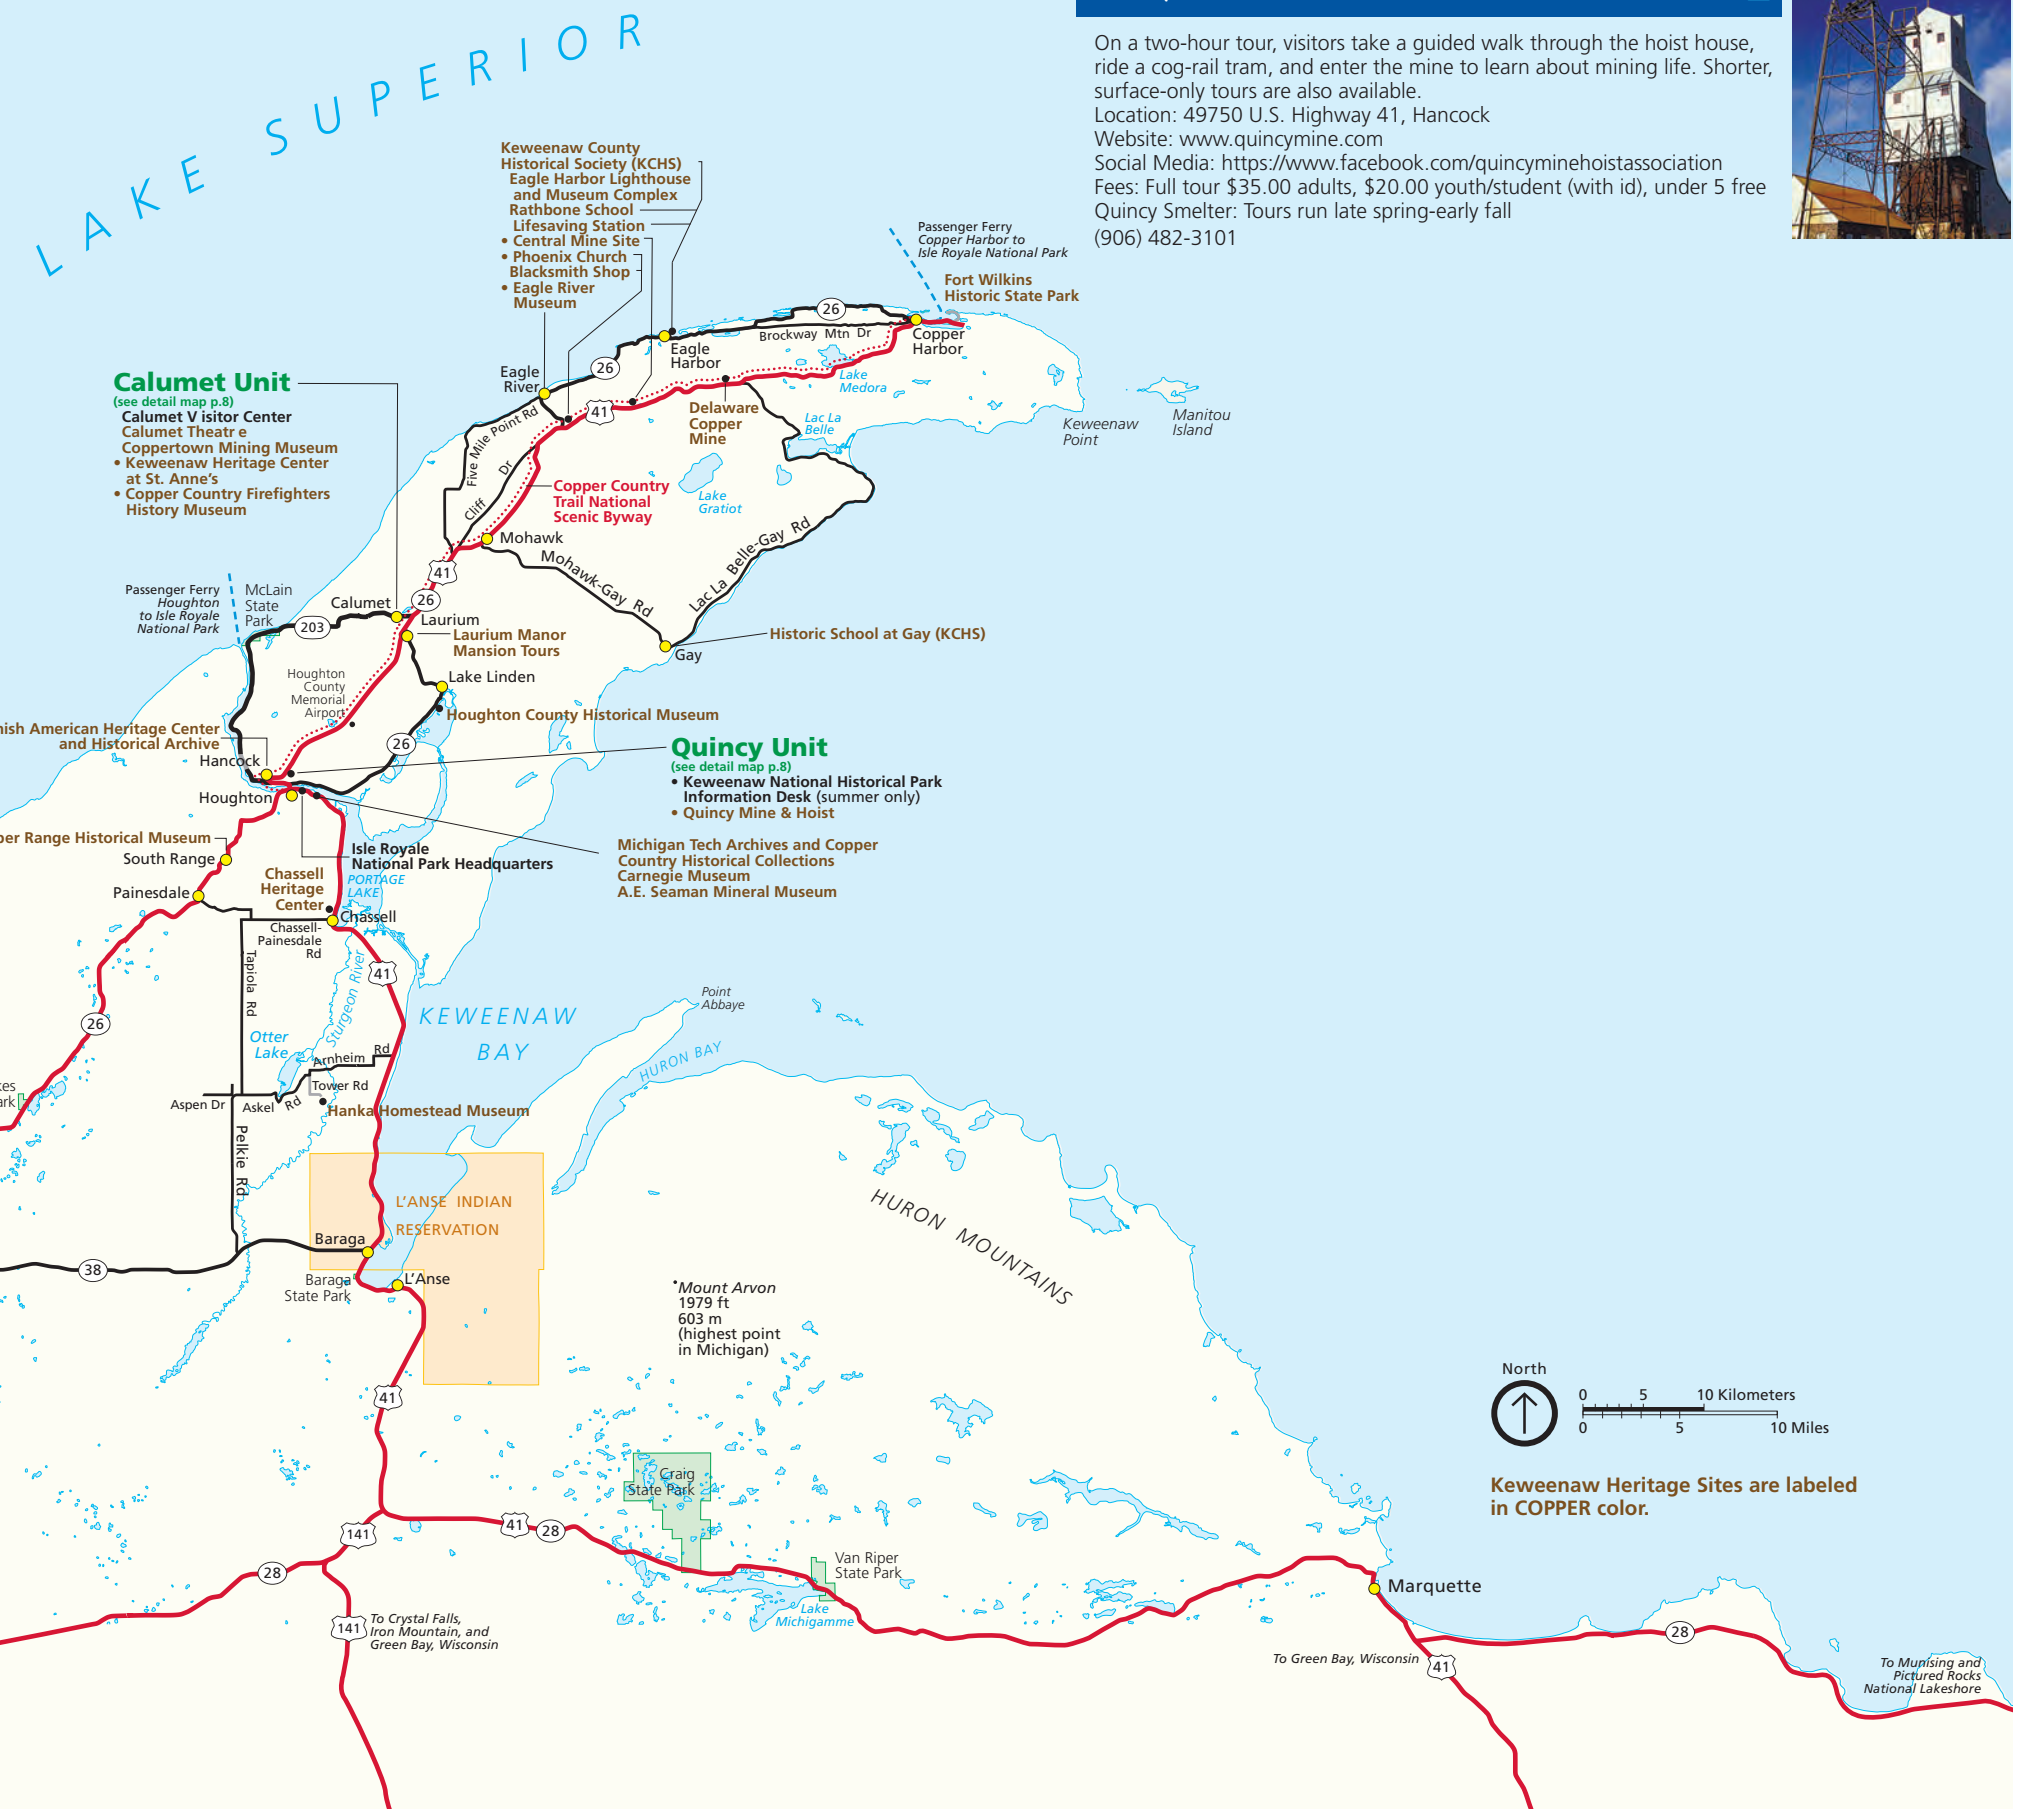 On a two-hour tour, visitors take a guided walk through the hoist house,
ride a cog-rail tram, and enter the mine to learn about mining life. Shorter,
surface-only tours are also available.
Location: 49750 U.S. Highway 41, Hancock
Website: www.quincymine.com
Social Media: https://www.facebook.com/quincyminehoistassociation
Fees: Full tour $35.00 adults, $20.00 youth/student (with id), under 5 free
Quincy Smelter: Tours run late spring-early fall
(906) 482-3101
LAKE SUPERIOR
Keweenaw County
Historical Society (KCHS)
Eagle Harbor Lighthouse
and Museum Complex
Rathbone School
Lifesaving Station
• Central Mine Site
• Phoenix Church
Blacksmith Shop
• Eagle River
Museum
Passenger Ferry
Copper Harbor to
Isle Royale National Park
Fort Wilkins
Historic State Park
26
Brockway Mtn Dr
Copper
Harbor
Eagle
Harbor
26
Eagle
River
Lake
Medora
41
Delaware
Copper
Mine
Lac La
Belle
Keweenaw
Point
Manitou
Island
Calumet Unit
(see detail map p.8)
Calumet V isitor Center
Calumet Theatr e
Coppertown Mining Museum
• Keweenaw Heritage Center
at St. Anne's
• Copper Country Firefighters
History Museum
Five Mile Point Rd
Cliff Dr
Copper Country
Trail National
Scenic Byway
Lake
Gratiot
Mohawk
Mohawk-Gay Rd
Lac La Belle-Gay Rd
41
26
Passenger Ferry
Houghton
to Isle Royale
National Park
McLain
State
Park
203
Calumet
Laurium
Laurium Manor
Mansion Tours
Historic School at Gay (KCHS)
Gay
Houghton
County
Memorial
Airport
Lake Linden
Houghton County Historical Museum
nish American Heritage Center
and Historical Archive
26
Hancock
Quincy Unit
(see detail map p.8)
• Keweenaw National Historical Park
Information Desk (summer only)
• Quincy Mine & Hoist
Houghton
per Range Historical Museum
South Range
Painesdale
Isle Royale
National Park Headquarters
Michigan Tech Archives and Copper
Country Historical Collections
Carnegie Museum
A.E. Seaman Mineral Museum
Chassell
Heritage
Center
PORTAGE
LAKE
Chassell
Chassell-
Painesdale
Rd
Tapiola Rd
Sturgeon River
41
26
KEWEENAW
BAY
Point
Abbaye
HURON BAY
Otter
Lake
Arnheim Rd
Tower Rd
Aspen Dr
Askel Rd
Hanka Homestead Museum
kes
ark
Pelkie Rd
L'ANSE INDIAN
RESERVATION
Baraga
38
Baraga
State Park
L'Anse
HURON MOUNTAINS
Mount Arvon
1979 ft
603 m
(highest point
in Michigan)
41
North
0 5 10 Kilometers
0 5 10 Miles
Keweenaw Heritage Sites are labeled
in COPPER color.
Craig
State Park
141
41
28
28
Van Riper
State Park
Lake
Michigamme
Marquette
141
To Crystal Falls,
Iron Mountain, and
Green Bay, Wisconsin
To Green Bay, Wisconsin
41
28
To Munising and
Pictured Rocks
National Lakeshore